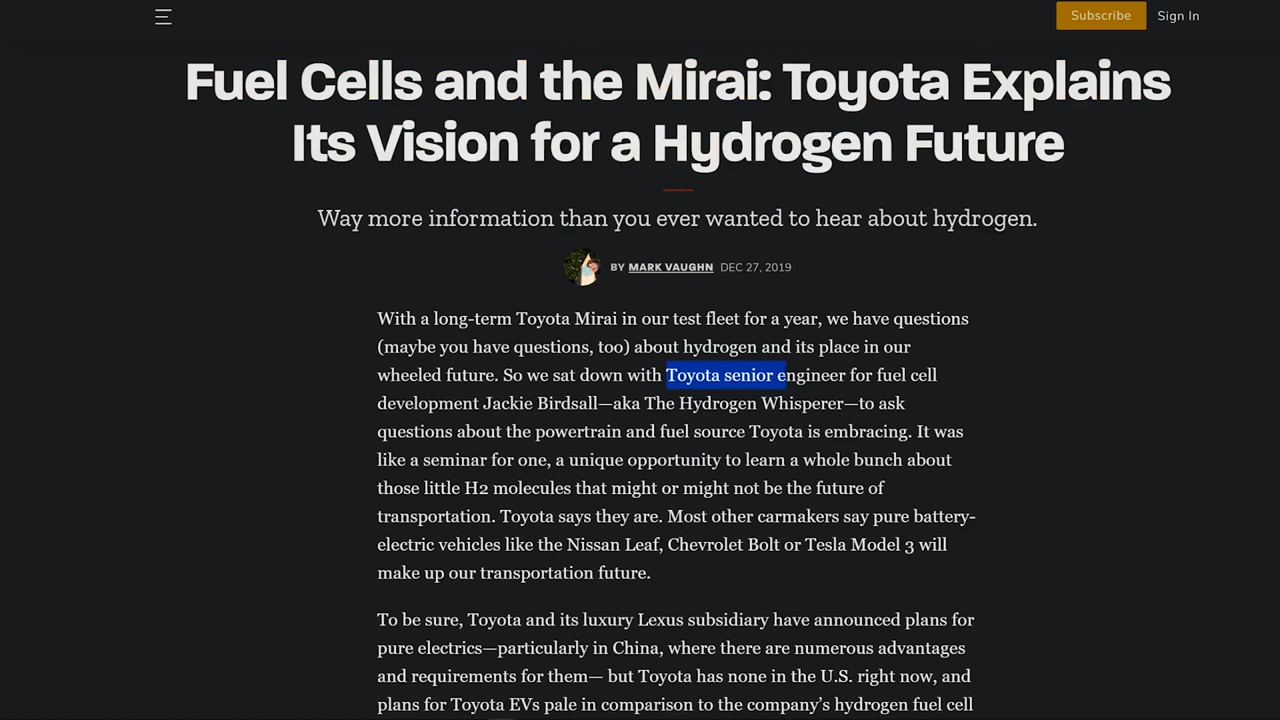 Subscribe
Sign In
Fuel Cells and the Mirai: Toyota Explains
Its Vision for a Hydrogen Future
Way more information than you ever wanted to hear about hydrogen.
BY MARK VAUGHN DEC 27, 2019
With a long-term Toyota Mirai in our test fleet for a year, we have questions
(maybe you have questions, too) about hydrogen and its place in our
wheeled future. So we sat down with Toyota senior engineer for fuel cell
development Jackie Birdsall—aka The Hydrogen Whisperer—to ask
questions about the powertrain and fuel source Toyota is embracing. It was
like a seminar for one, a unique opportunity to learn a whole bunch about
those little H2 molecules that might or might not be the future of
transportation. Toyota says they are. Most other carmakers say pure battery-
electric vehicles like the Nissan Leaf, Chevrolet Bolt or Tesla Model 3 will
make up our transportation future.
To be sure, Toyota and its luxury Lexus subsidiary have announced plans for
pure electrics—particularly in China, where there are numerous advantages
and requirements for them— but Toyota has none in the U.S. right now, and
plans for Toyota EVs pale in comparison to the company's hydrogen fuel cell